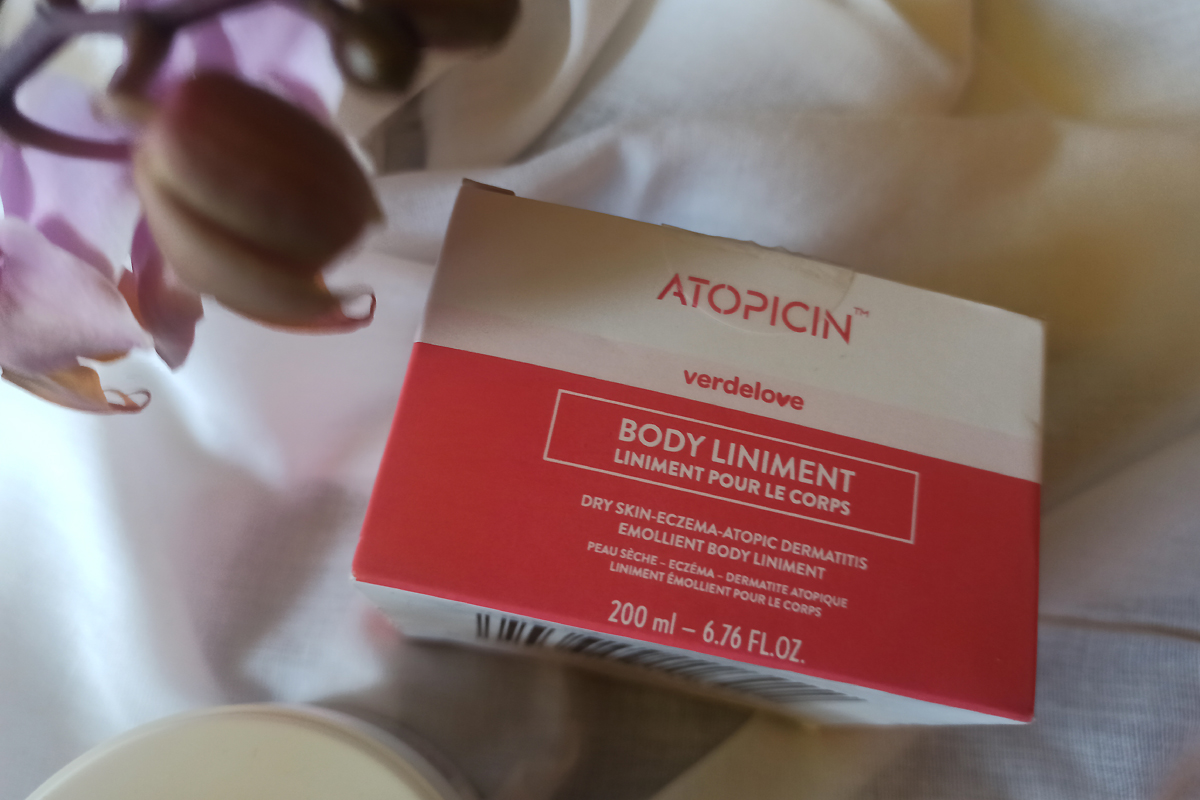 ATOPICIN™
verdelove
BODY LINIMENT
LINIMENT POUR LE CORPS
DRY SKIN-ECZEMA-ATOPIC DERMATITIS
EMOLLIENT BODY LINIMENT
PEAU SÈCHE – ECZÉMA – DERMATITE ATOPIQUE
LINIMENT ÉMOLLIENT POUR LE CORPS
200 ml – 6.76 FL.OZ.